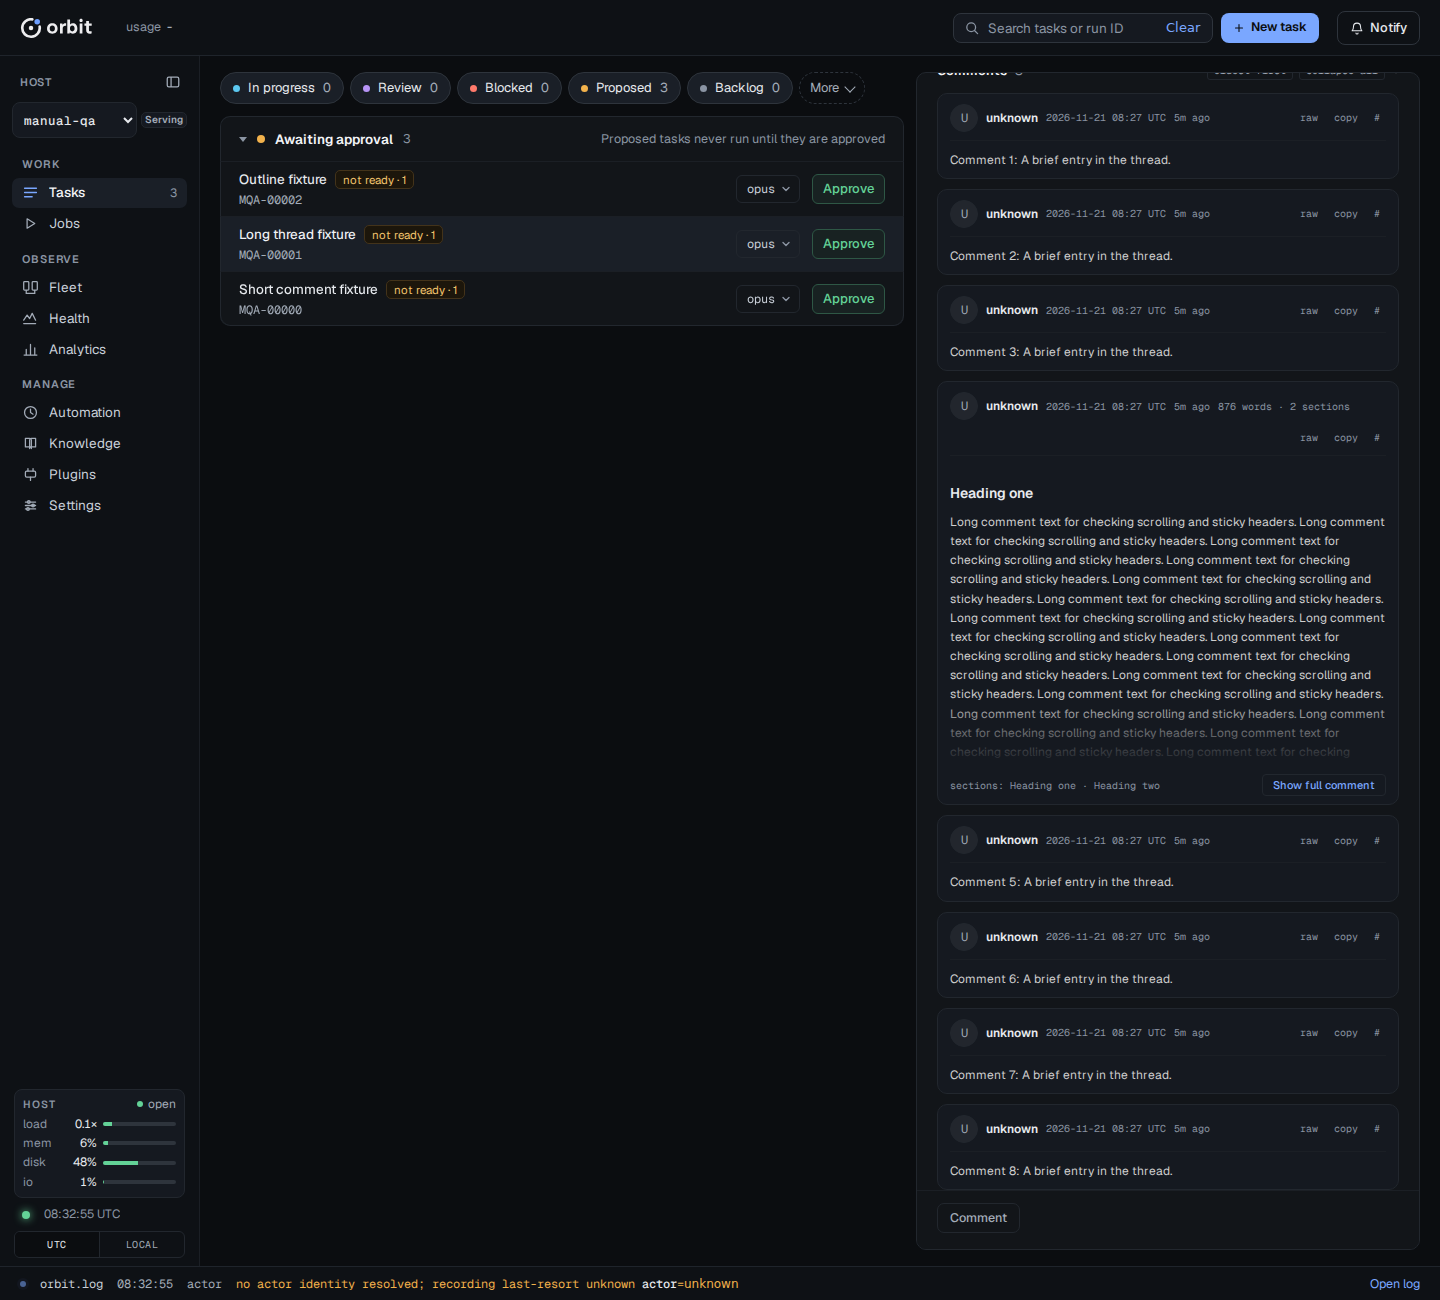 orbit
usage -
Search tasks or run ID
Clear
+ New task
Notify
HOST
manual-qa
Serving
WORK
Tasks 3
Jobs
OBSERVE
Fleet
Health
Analytics
MANAGE
Automation
Knowledge
Plugins
Settings
HOST open
load 0.1×
mem 6%
disk 48%
io 1%
08:32:55 UTC
UTC LOCAL
In progress 0
Review 0
Blocked 0
Proposed 3
Backlog 0
More
Awaiting approval 3
Proposed tasks never run until they are approved
Outline fixture not ready · 1
MQA-00002
opus
Approve
Long thread fixture not ready · 1
MQA-00001
opus
Approve
Short comment fixture not ready · 1
MQA-00000
opus
Approve
unknown 2026-11-21 08:27 UTC 5m ago raw copy #
U
Comment 1: A brief entry in the thread.
U
unknown 2026-11-21 08:27 UTC 5m ago raw copy #
Comment 2: A brief entry in the thread.
U
unknown 2026-11-21 08:27 UTC 5m ago raw copy #
Comment 3: A brief entry in the thread.
U
unknown 2026-11-21 08:27 UTC 5m ago 876 words · 2 sections
raw copy #
Heading one
Long comment text for checking scrolling and sticky headers. Long comment
text for checking scrolling and sticky headers. Long comment text for
checking scrolling and sticky headers. Long comment text for checking
scrolling and sticky headers. Long comment text for checking scrolling and
sticky headers. Long comment text for checking scrolling and sticky headers.
Long comment text for checking scrolling and sticky headers. Long comment
text for checking scrolling and sticky headers. Long comment text for
checking scrolling and sticky headers. Long comment text for checking
scrolling and sticky headers. Long comment text for checking scrolling and
sticky headers. Long comment text for checking scrolling and sticky headers.
Long comment text for checking scrolling and sticky headers. Long comment
text for checking scrolling and sticky headers. Long comment text for
checking scrolling and sticky headers. Long comment text for checking
sections: Heading one · Heading two
Show full comment
U
unknown 2026-11-21 08:27 UTC 5m ago raw copy #
Comment 5: A brief entry in the thread.
U
unknown 2026-11-21 08:27 UTC 5m ago raw copy #
Comment 6: A brief entry in the thread.
U
unknown 2026-11-21 08:27 UTC 5m ago raw copy #
Comment 7: A brief entry in the thread.
U
unknown 2026-11-21 08:27 UTC 5m ago raw copy #
Comment 8: A brief entry in the thread.
Comment
orbit.log 08:32:55 actor no actor identity resolved; recording last-resort unknown actor=unknown
Open log